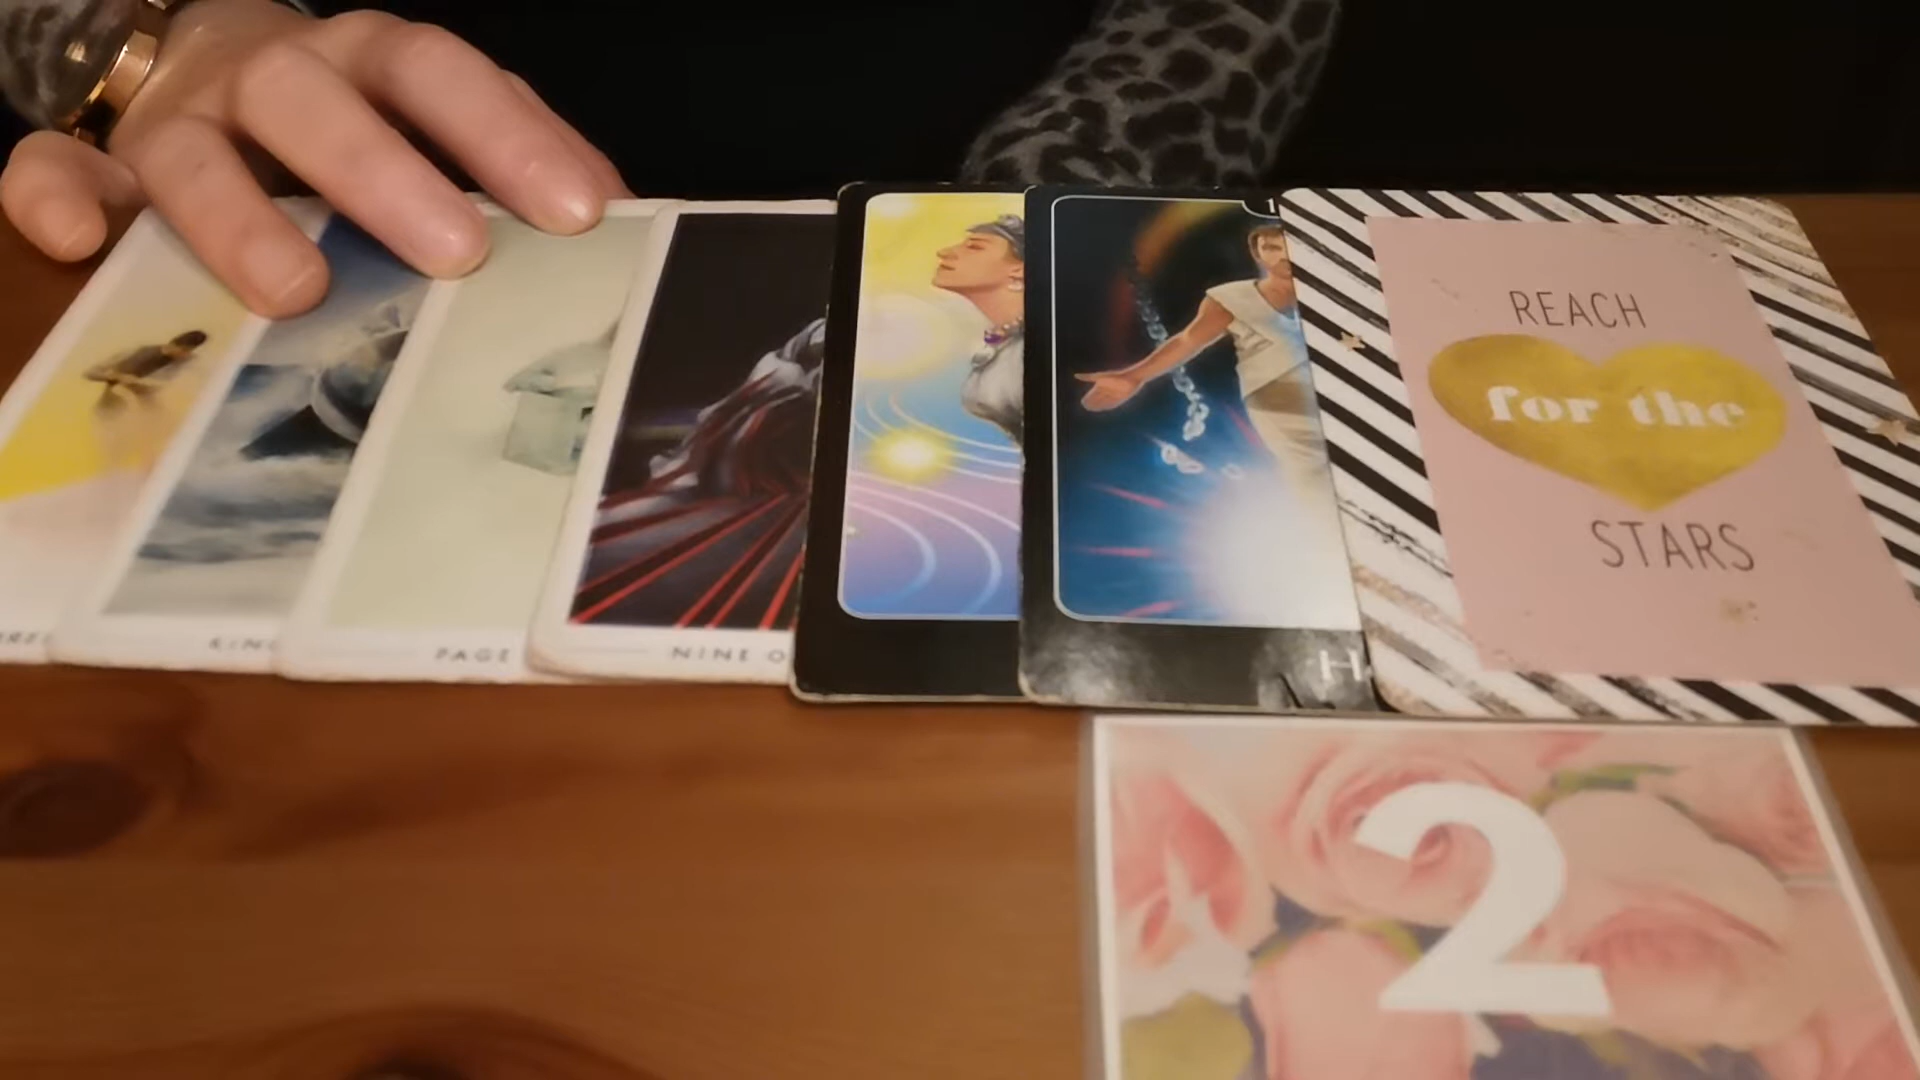 REACH
for the
STARS
PAGE
NINE O
2